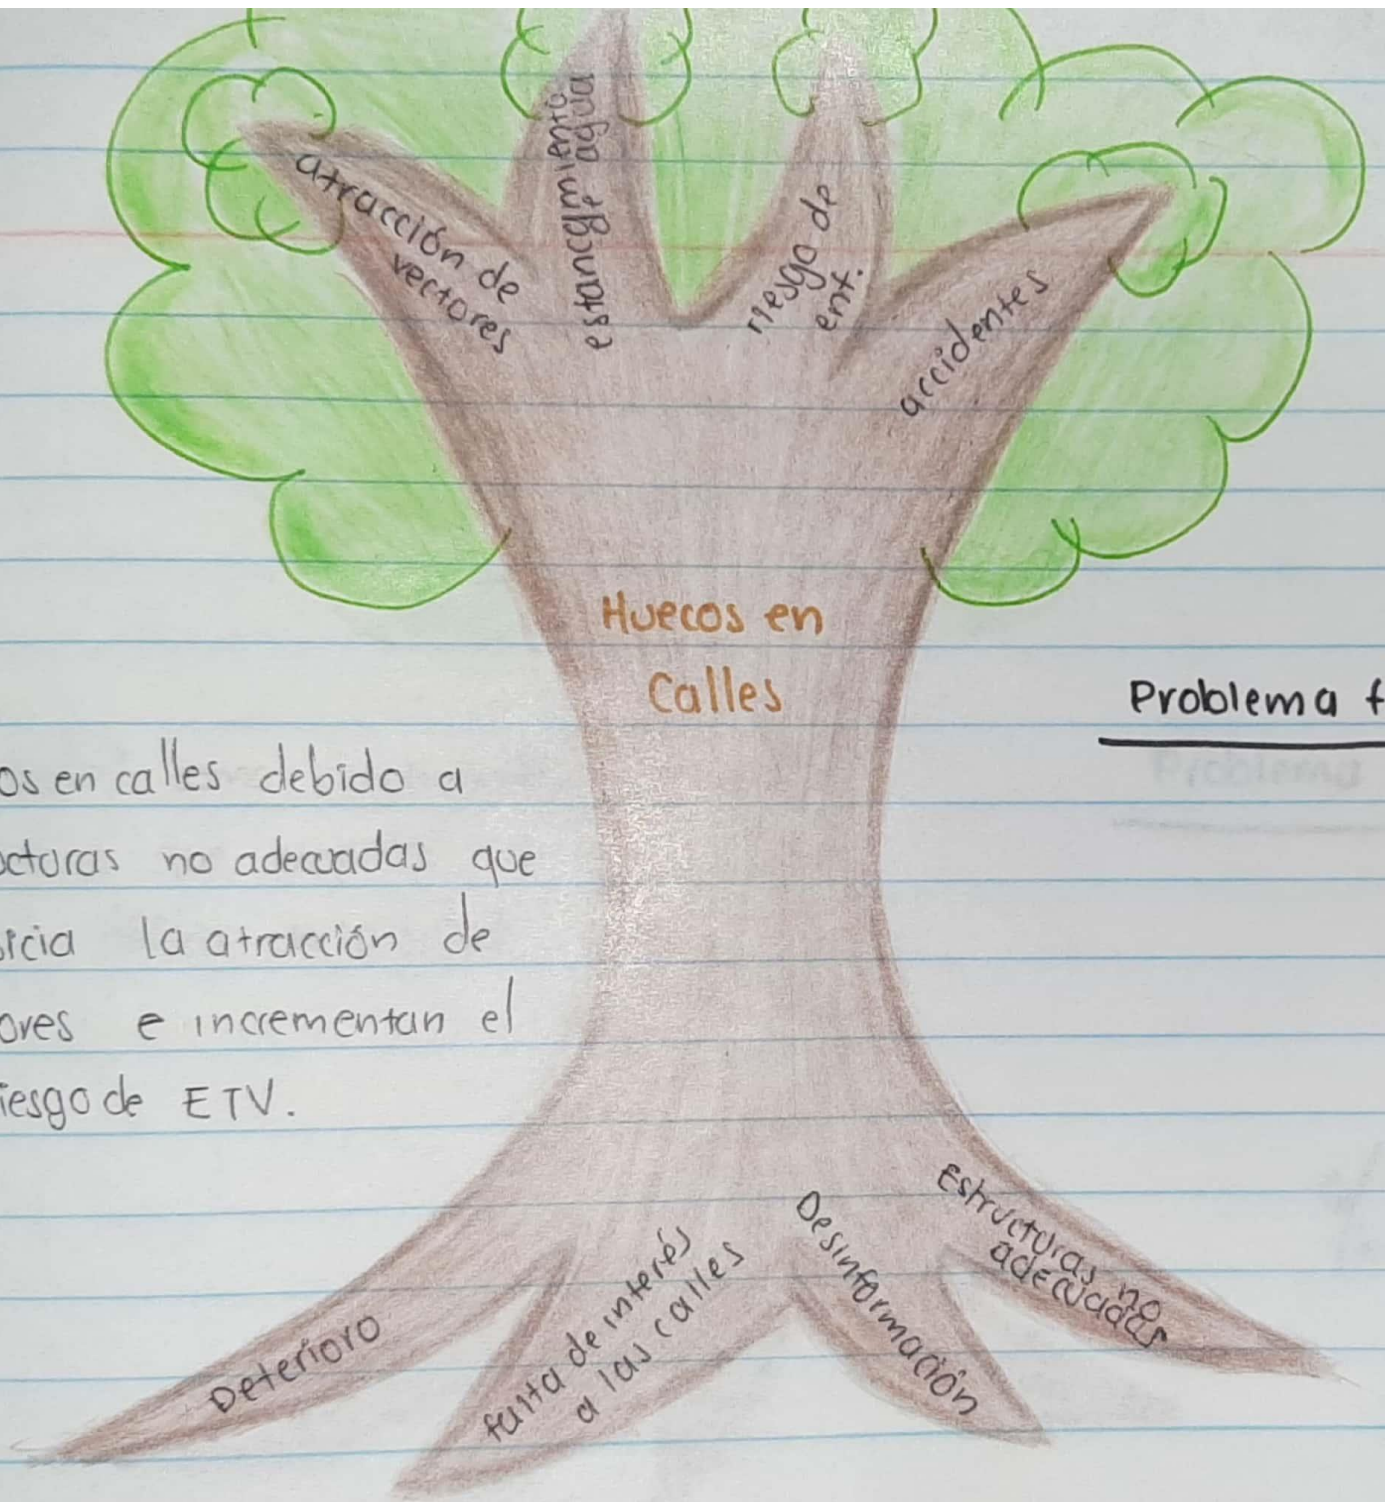 atracción de
vectores
estancamiento
de agua
riesgo de
ent.
accidentes
Huecos en
Calles
Problema f
Problema
os en calles debido a
cturas no adecuadas que
icia la atracción de
ores e incrementan el
iesgo de ETV.
Deterioro
falta de interés
a las calles
Desinformación
Estructuras no
adecuadas